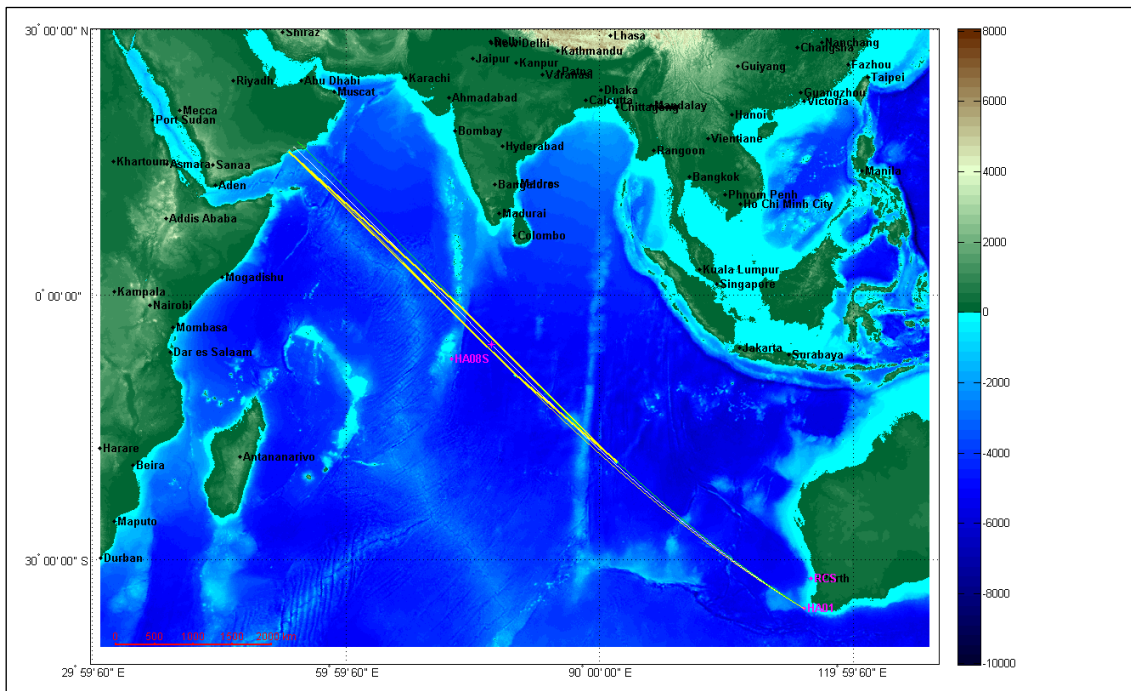 30° 00' 00" N
8000
Shiraz
Lhasa
Nanchang
New Delhi
Changsha
Kathmandu
Jaipur
Kanpur
Guiyang
Fazhou
Patna
Riyadh
Abu Dhabi
Karachi
Varanasi
Taipei
6000
Muscat
Dhaka
Guangzhou
Ahmadabad
Calcutta
Victoria
Mecca
Chittagong
Mandalay
Port Sudan
Hanoi
4000
Bombay
Vientiane
Hyderabad
Rangoon
Khartoum
Asmara
Sanaa
Manila
Bangkok
2000
Aden
Madres
Phnom Penh
Ho Chi Minh City
Addis Ababa
Madurai
Colombo
Kuala Lumpur
Mogadishu
0
Singapore
0° 00' 00"
Kampala
Nairobi
Mombasa
Jakarta
Dar es Salaam
Surabaya
HA08S
-2000
Harare
Antananarivo
-4000
Beira
Maputo
-6000
Durban
30° 00' 00" S
HA01
-8000
0 500 1000 1500
29° 59' 60" E
59° 59' 60" E
90° 00' 00" E
119° 59' 60" E
-10000